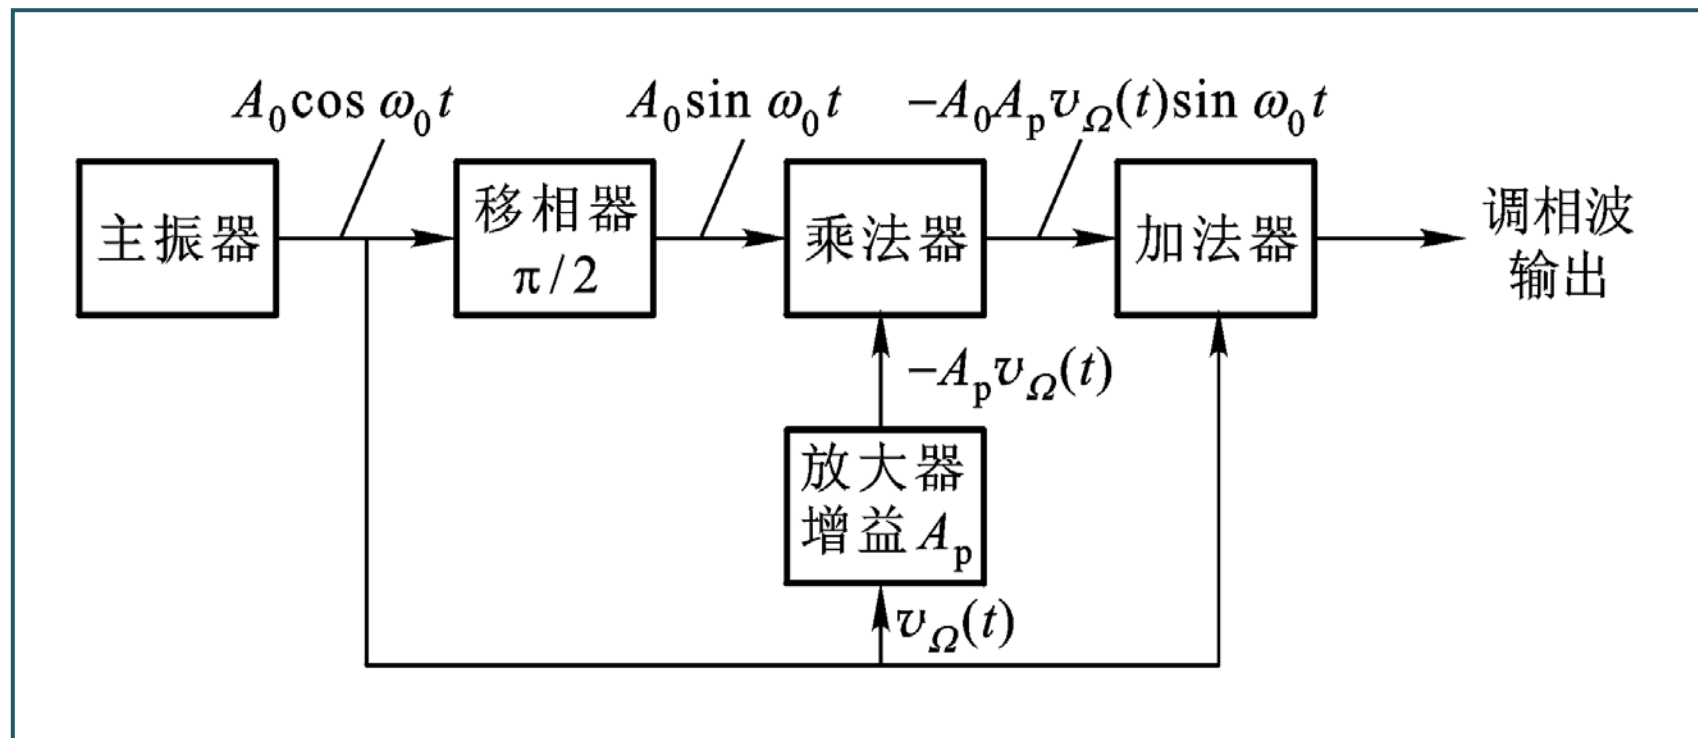 A₀cos ω₀t
A₀sin ω₀t
−A₀Aₚv_Ω(t)sin ω₀t
主振器
移相器
π/2
乘法器
加法器
调相波
输出
−Aₚv_Ω(t)
放大器
增益Aₚ
v_Ω(t)